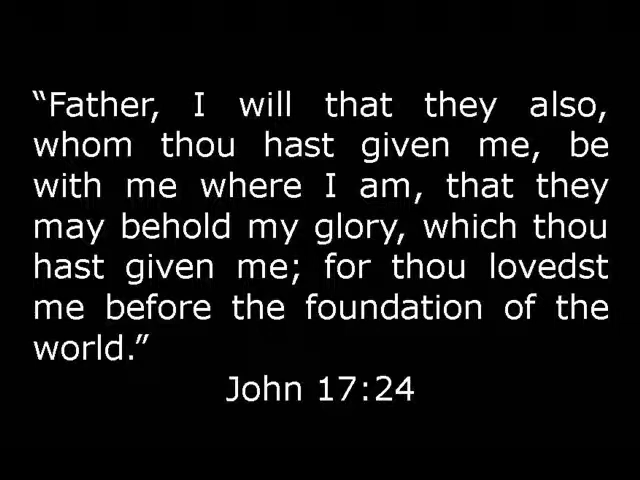 “Father, I will that they also,
whom thou hast given me, be
with me where I am, that they
may behold my glory, which thou
hast given me; for thou lovedst
me before the foundation of the
world.”
John 17:24